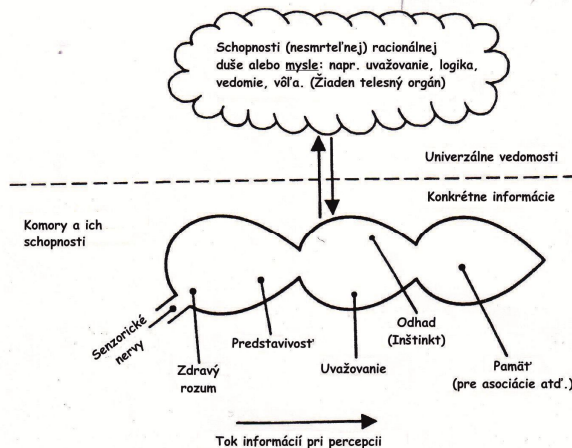 Schopnosti (nesmrteľnej) racionálnej
duše alebo mysle: napr. uvažovanie, logika,
vedomie, vôľa. (Žiaden telesný orgán)
Univerzálne vedomosti
Konkrétne informácie
Komory a ich
schopnosti
Senzorické
nervy
Zdravý
rozum
Predstavivosť
Uvažovanie
Odhad
(Inštinkt)
Pamäť
(pre asociácie atď.)
Tok informácií pri percepcii